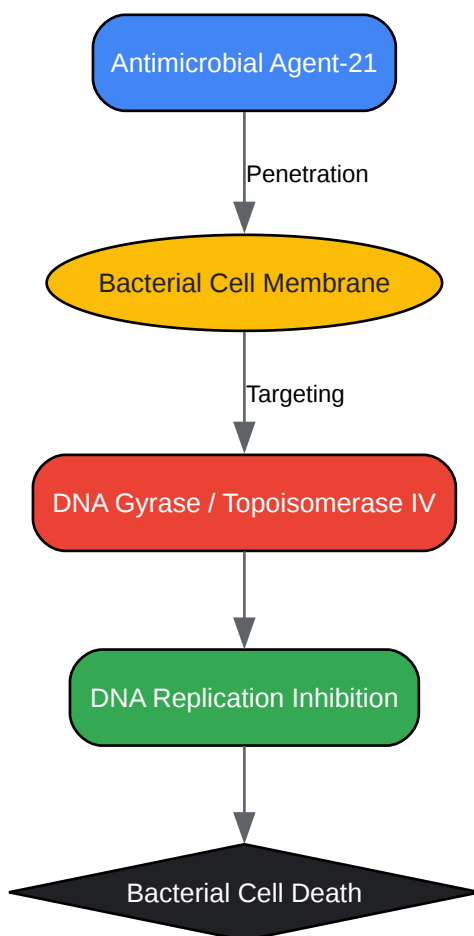 Antimicrobial Agent-21
Penetration
Bacterial Cell Membrane
Targeting
DNA Gyrase / Topoisomerase IV
DNA Replication Inhibition
Bacterial Cell Death